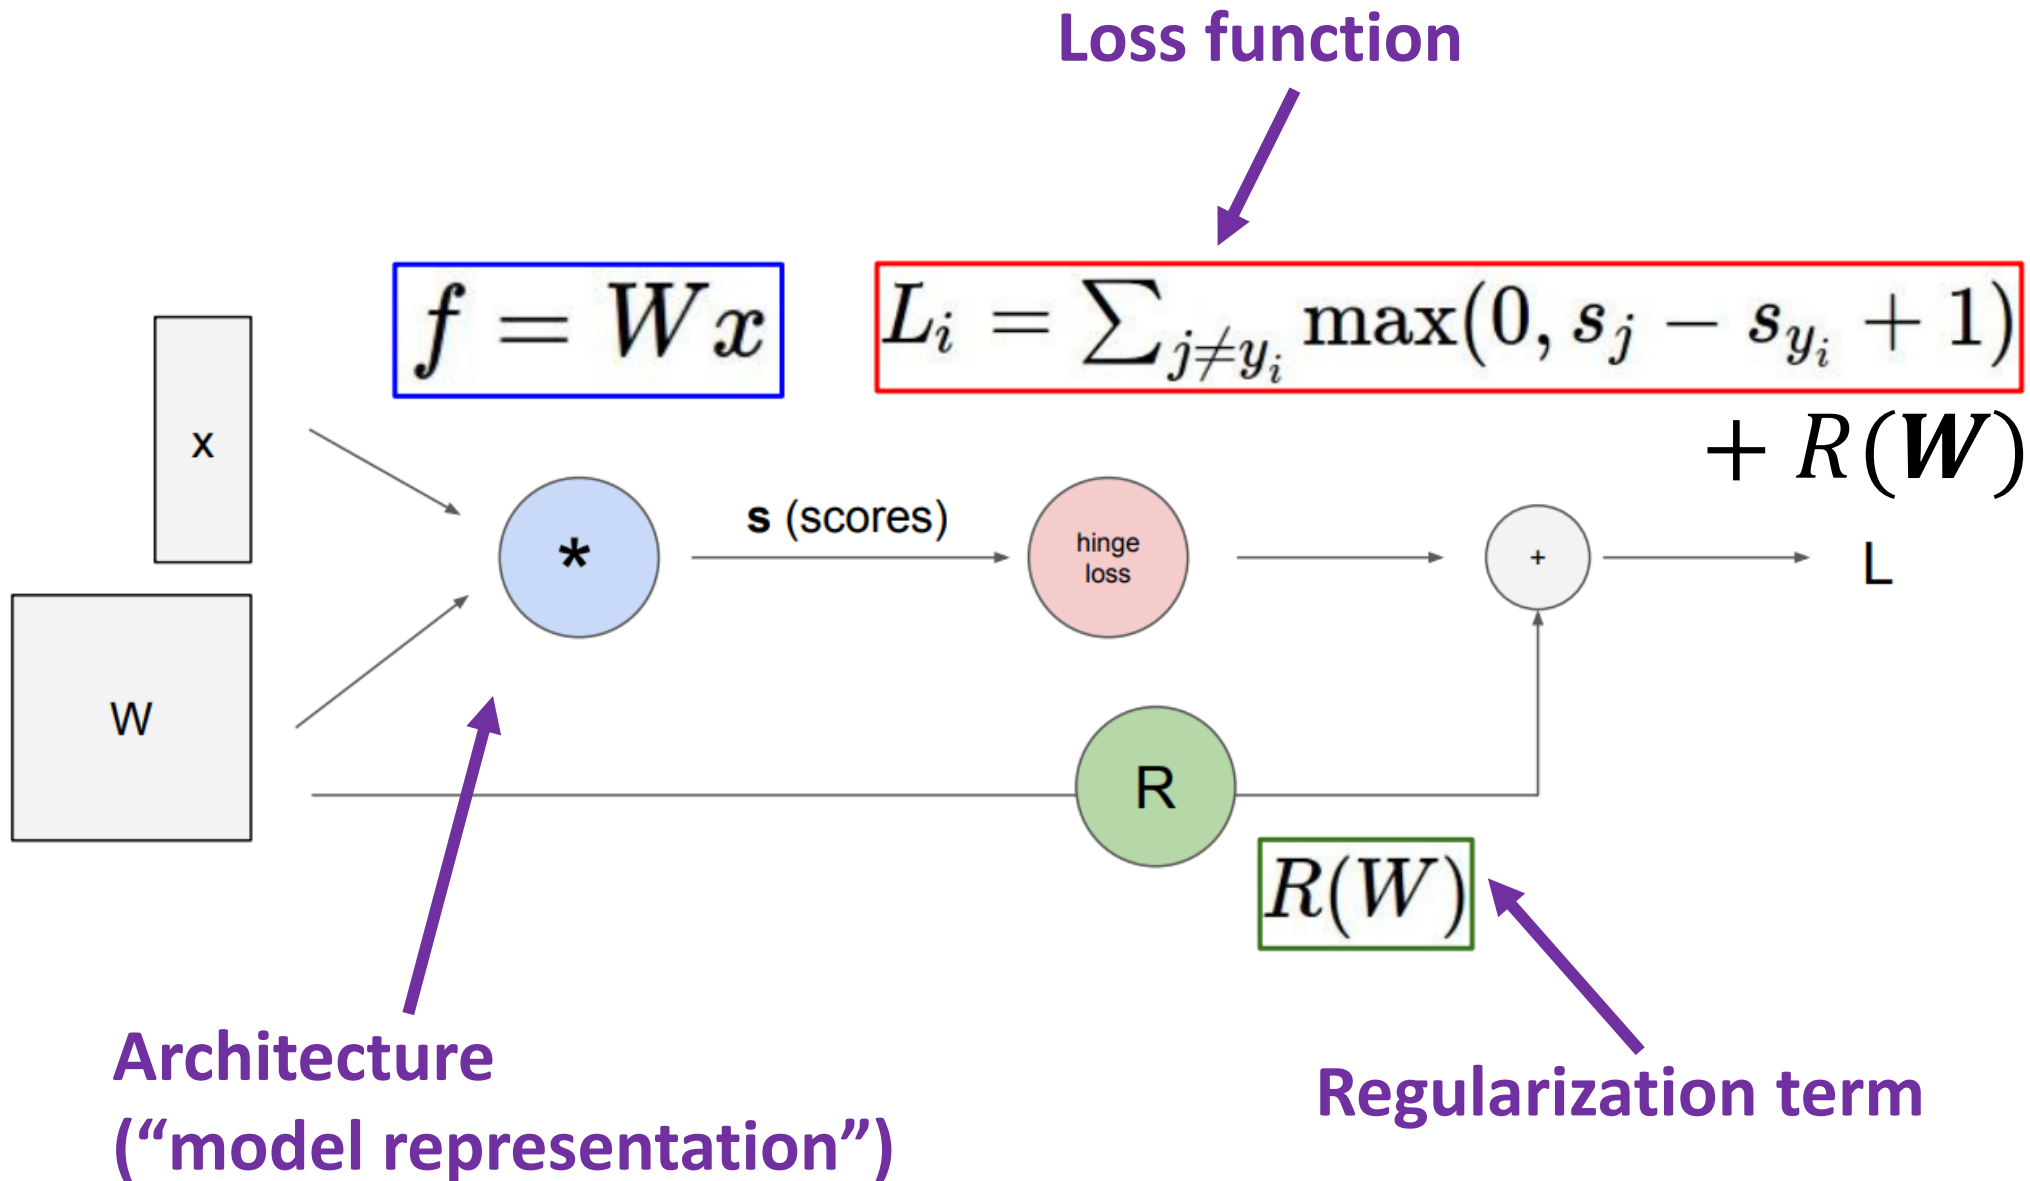 Loss function
f = Wx
L_i = ∑_{j≠y_i} max(0, s_j − s_{y_i} + 1)
+ R(W)
x
s (scores)
*
hinge
loss
+
L
W
R
R(W)
Architecture
(“model representation”)
Regularization term